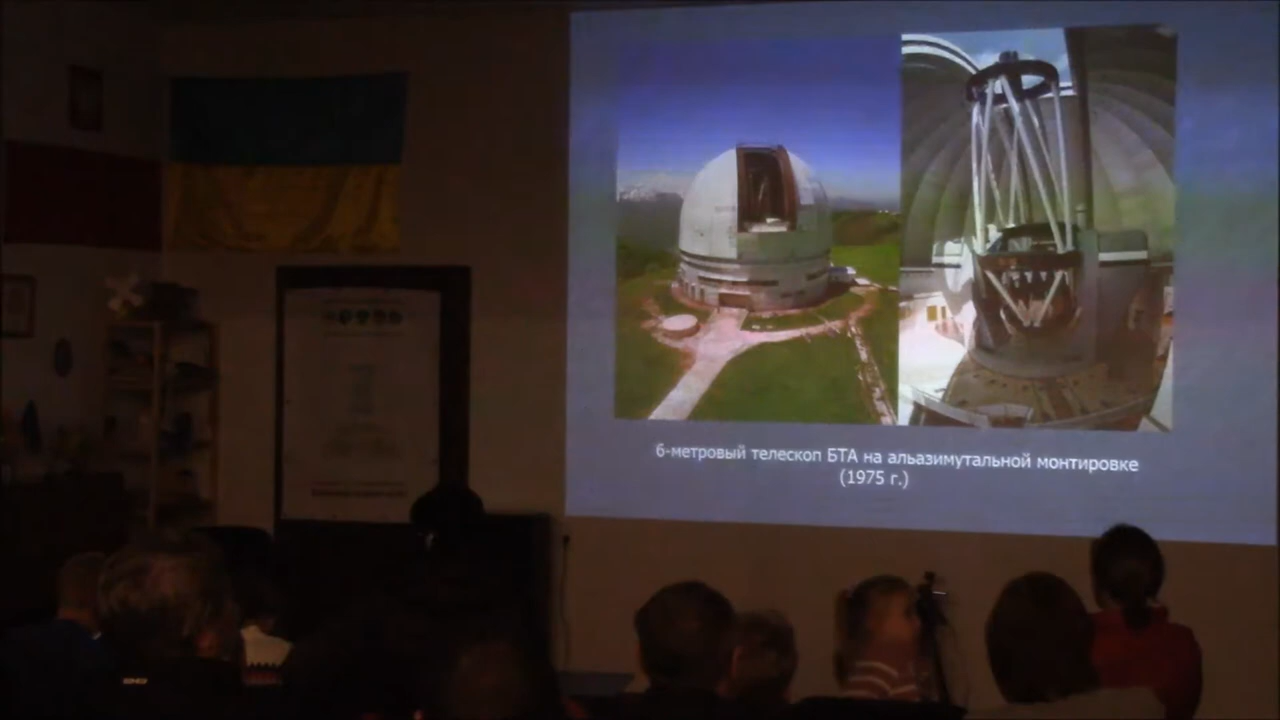 6-метровый телескоп БТА на альазимутальной монтировке
(1975 г.)